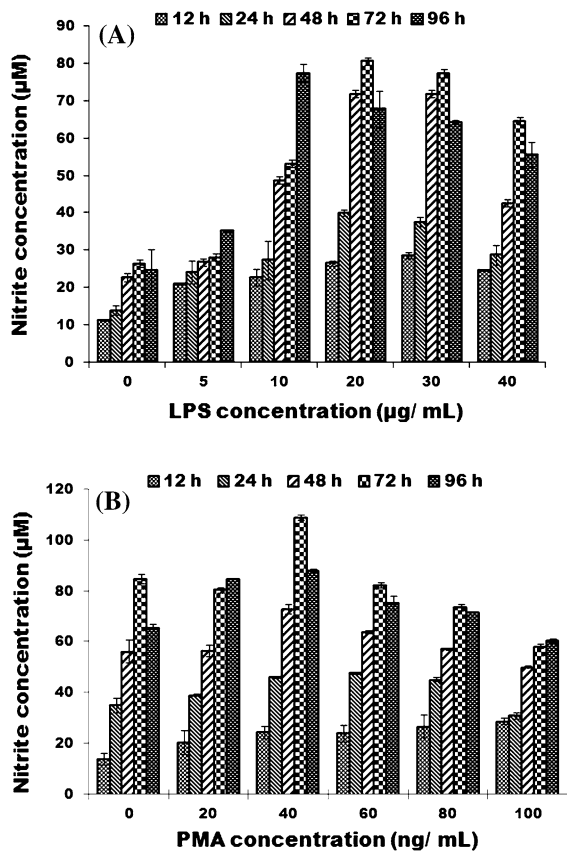 (A)
12 h 24 h 48 h 72 h 96 h
Nitrite concentration (µM)
90
80
70
60
50
40
30
20
10
0
0 5 10 20 30 40
LPS concentration (µg/ mL)
(B)
12 h 24 h 48 h 72 h 96 h
Nitrite concentration (µM)
120
100
80
60
40
20
0
0 20 40 60 80 100
PMA concentration (ng/ mL)